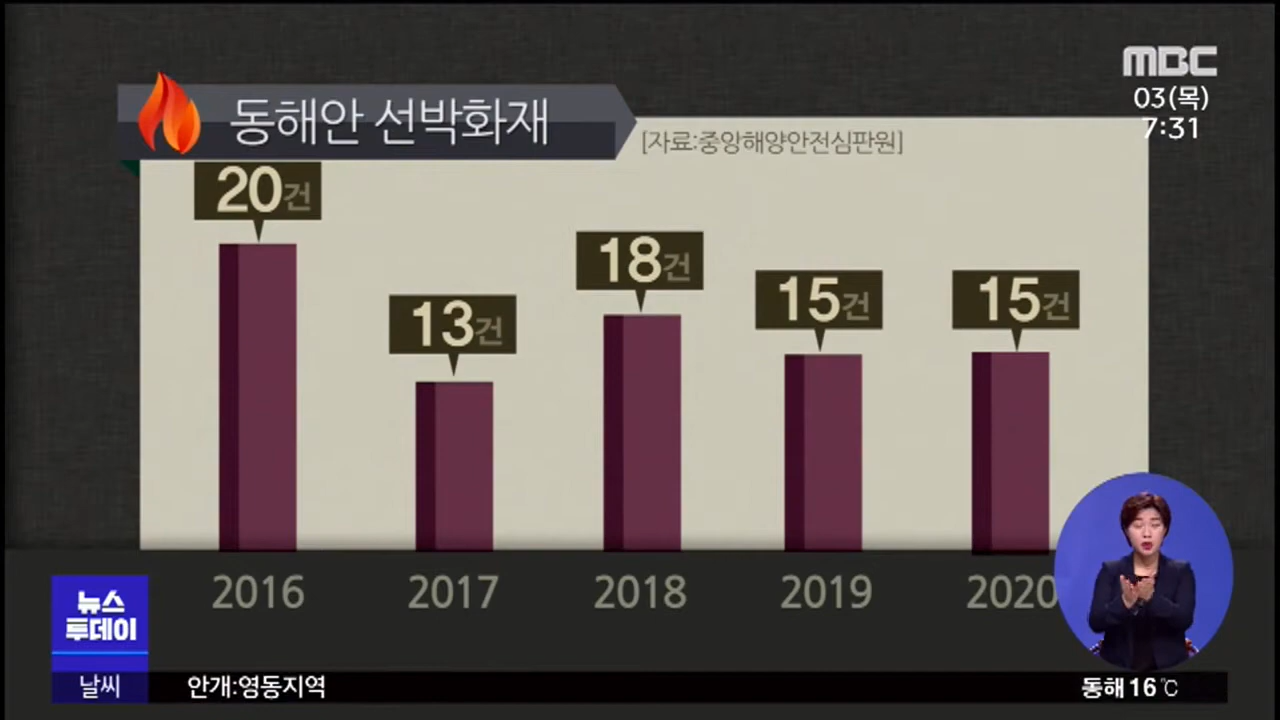 MBC
03(목)
7:31
동해안 선박화재
[자료:중앙해양안전심판원]
20건
13건
18건
15건
15건
2016
2017
2018
2019
2020
뉴스
투데이
날씨
안개:영동지역
동해 16℃